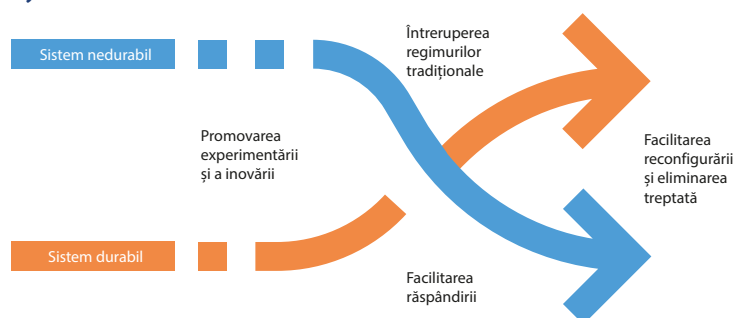 Sistem nedurabil
Întreruperea
regimurilor
tradiționale
Promovarea
experimentării
și a inovării
Facilitarea
reconfigurării
și eliminarea
treptată
Sistem durabil
Facilitarea
răspândirii